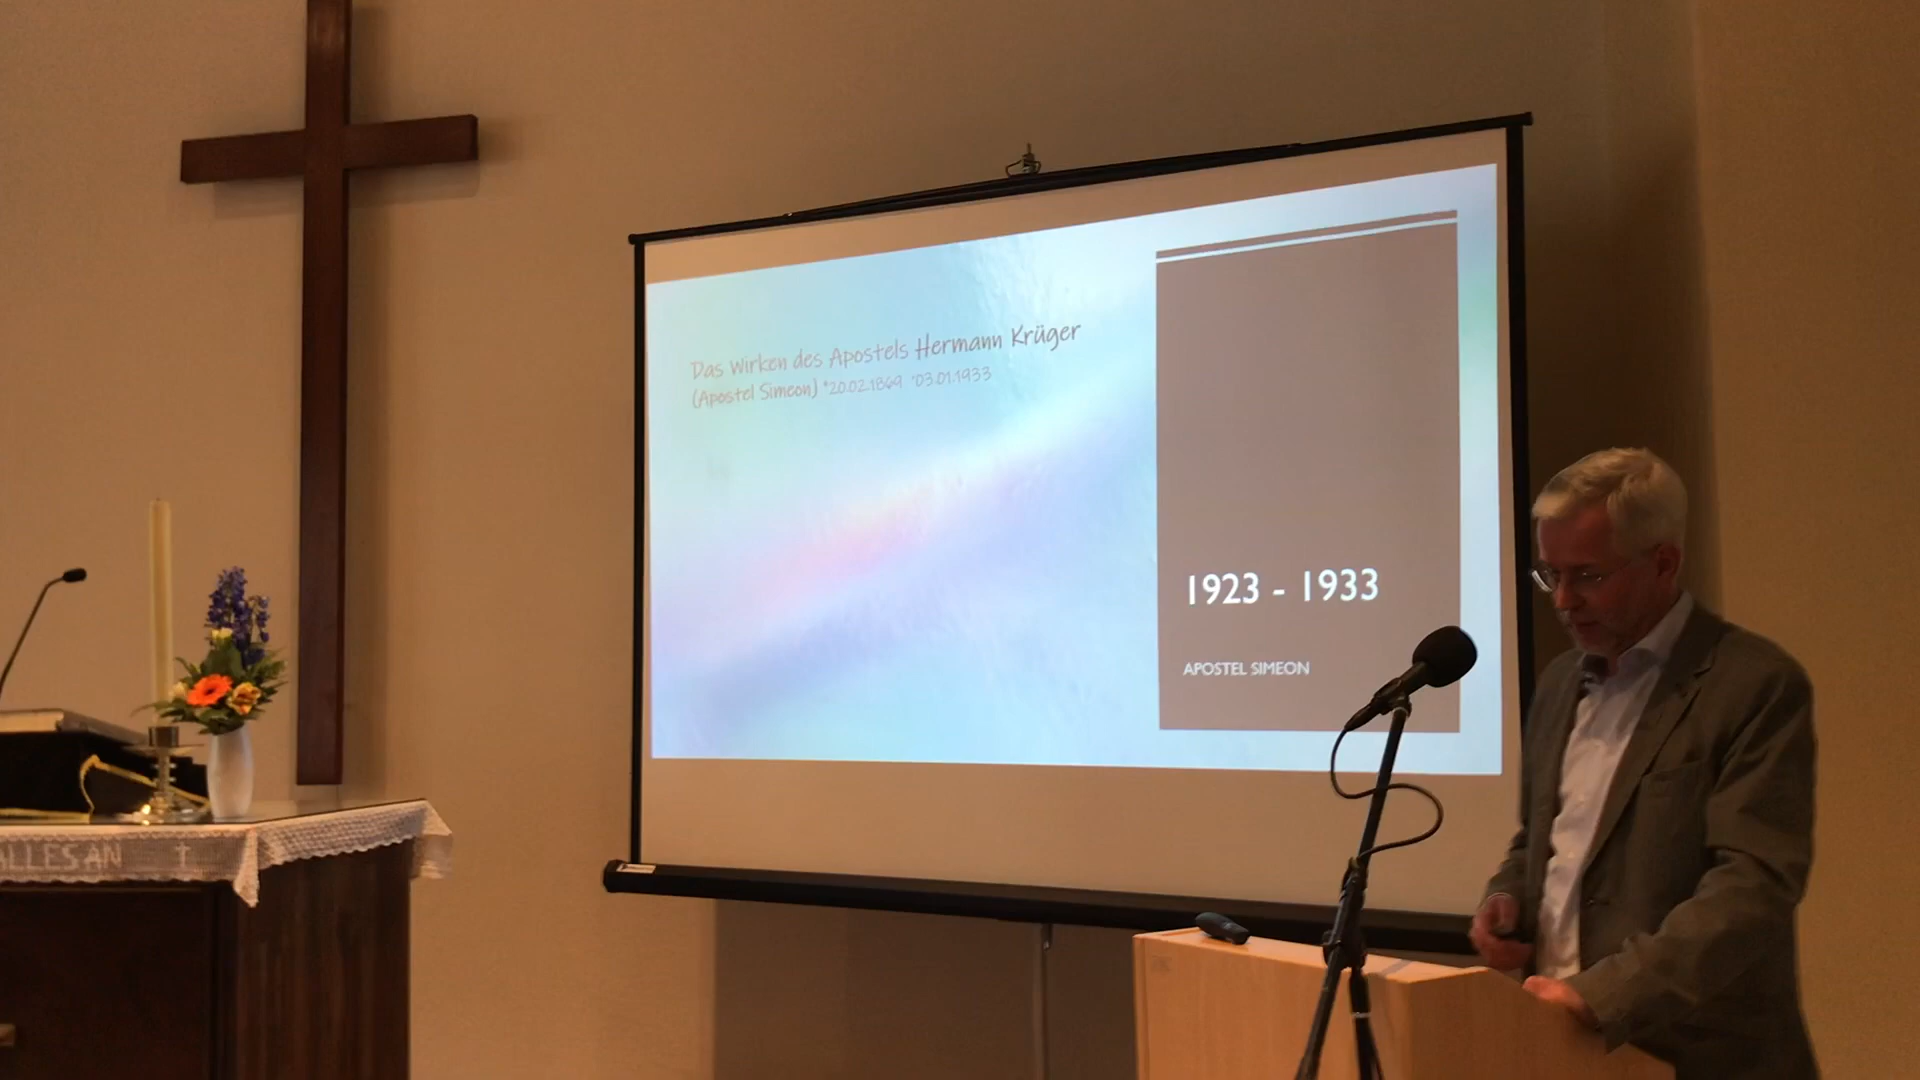 Das Wirken des Apostels Hermann Krüger
(Apostel Simeon) *20.02.1869 +03.01.1933
1923 - 1933
APOSTEL SIMEON
ALLES AN